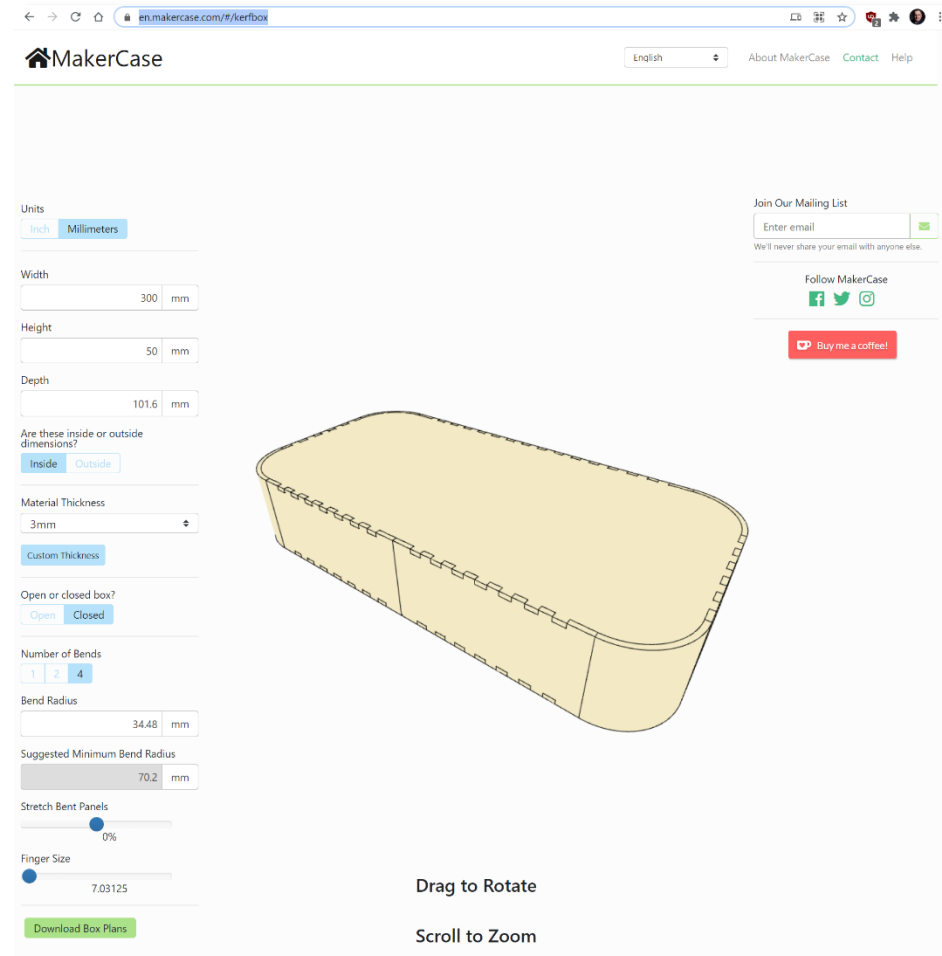 en.makercase.com/#/kerfbox
2
MakerCase
English
About MakerCase Contact Help
Units
Inch Millimeters
Width
300 mm
Height
50 mm
Depth
101.6 mm
Are these inside or outside
dimensions?
Inside Outside
Material Thickness
3mm
Custom Thickness
Open or closed box?
Open Closed
Number of Bends
1 2 4
Bend Radius
34.48 mm
Suggested Minimum Bend Radius
70.2 mm
Stretch Bent Panels
0%
Finger Size
7.03125
Download Box Plans
Join Our Mailing List
Enter email
We'll never share your email with anyone else.
Follow MakerCase
Buy me a coffee!
Drag to Rotate
Scroll to Zoom